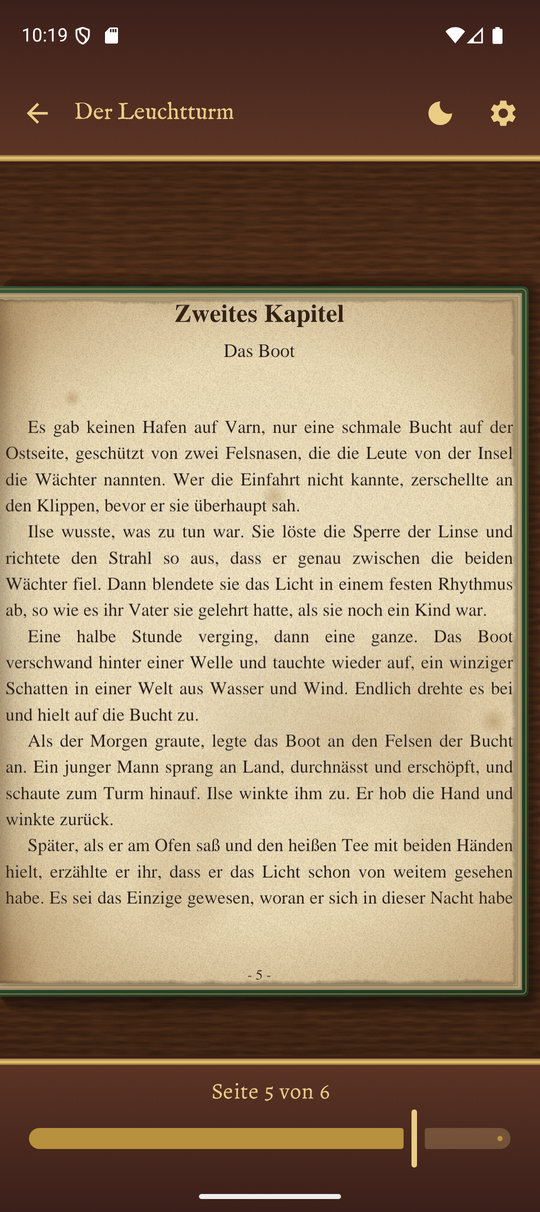 10:19
Der Leuchtturm
Zweites Kapitel
Das Boot
Es gab keinen Hafen auf Varn, nur eine schmale Bucht auf der
Ostseite, geschützt von zwei Felsnasen, die die Leute von der Insel
die Wächter nannten. Wer die Einfahrt nicht kannte, zerschellte an
den Klippen, bevor er sie überhaupt sah.
Ilse wusste, was zu tun war. Sie löste die Sperre der Linse und
richtete den Strahl so aus, dass er genau zwischen die beiden
Wächter fiel. Dann blendete sie das Licht in einem festen Rhythmus
ab, so wie es ihr Vater sie gelehrt hatte, als sie noch ein Kind war.
Eine halbe Stunde verging, dann eine ganze. Das Boot
verschwand hinter einer Welle und tauchte wieder auf, ein winziger
Schatten in einer Welt aus Wasser und Wind. Endlich drehte es bei
und hielt auf die Bucht zu.
Als der Morgen graute, legte das Boot an den Felsen der Bucht
an. Ein junger Mann sprang an Land, durchnässt und erschöpft, und
schaute zum Turm hinauf. Ilse winkte ihm zu. Er hob die Hand und
winkte zurück.
Später, als er am Ofen saß und den heißen Tee mit beiden Händen
hielt, erzählte er ihr, dass er das Licht schon von weitem gesehen
habe. Es sei das Einzige gewesen, woran er sich in dieser Nacht habe
- 5 -
Seite 5 von 6